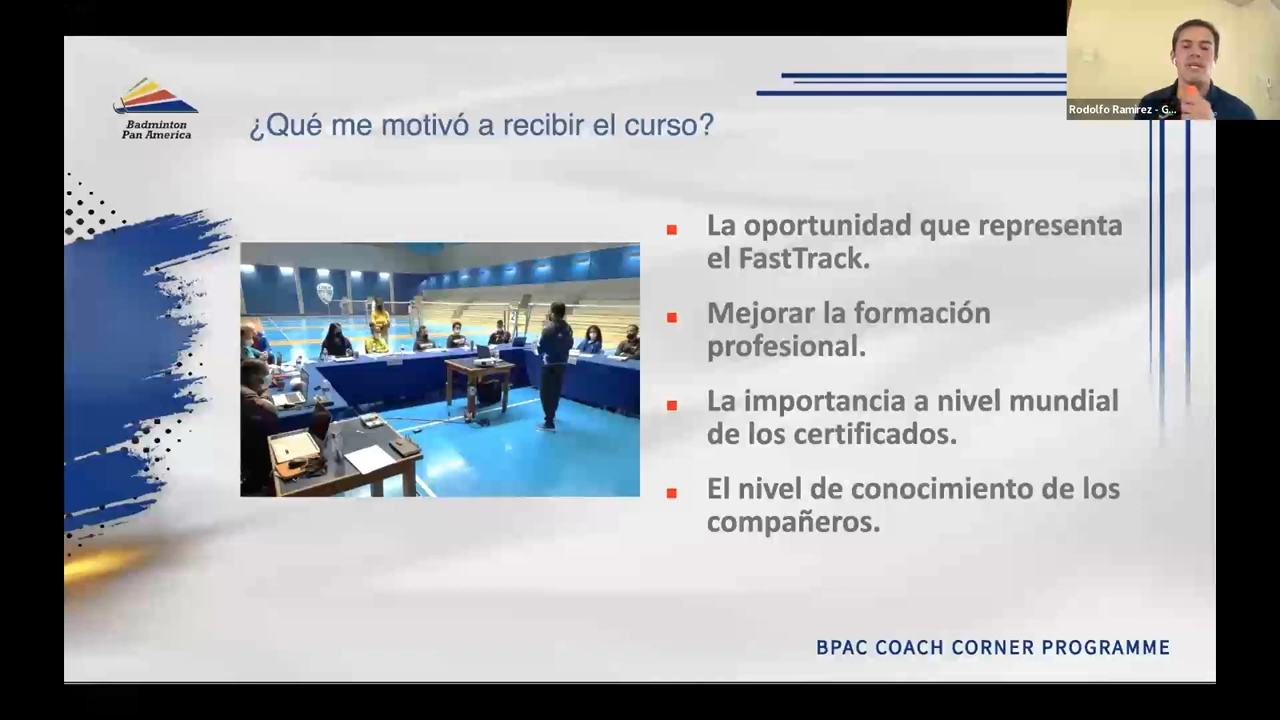 Rodolfo Ramirez - G...
Badminton
Pan America
¿Qué me motivó a recibir el curso?
La oportunidad que representa
el FastTrack.
Mejorar la formación
profesional.
La importancia a nivel mundial
de los certificados.
El nivel de conocimiento de los
compañeros.
BPAC COACH CORNER PROGRAMME